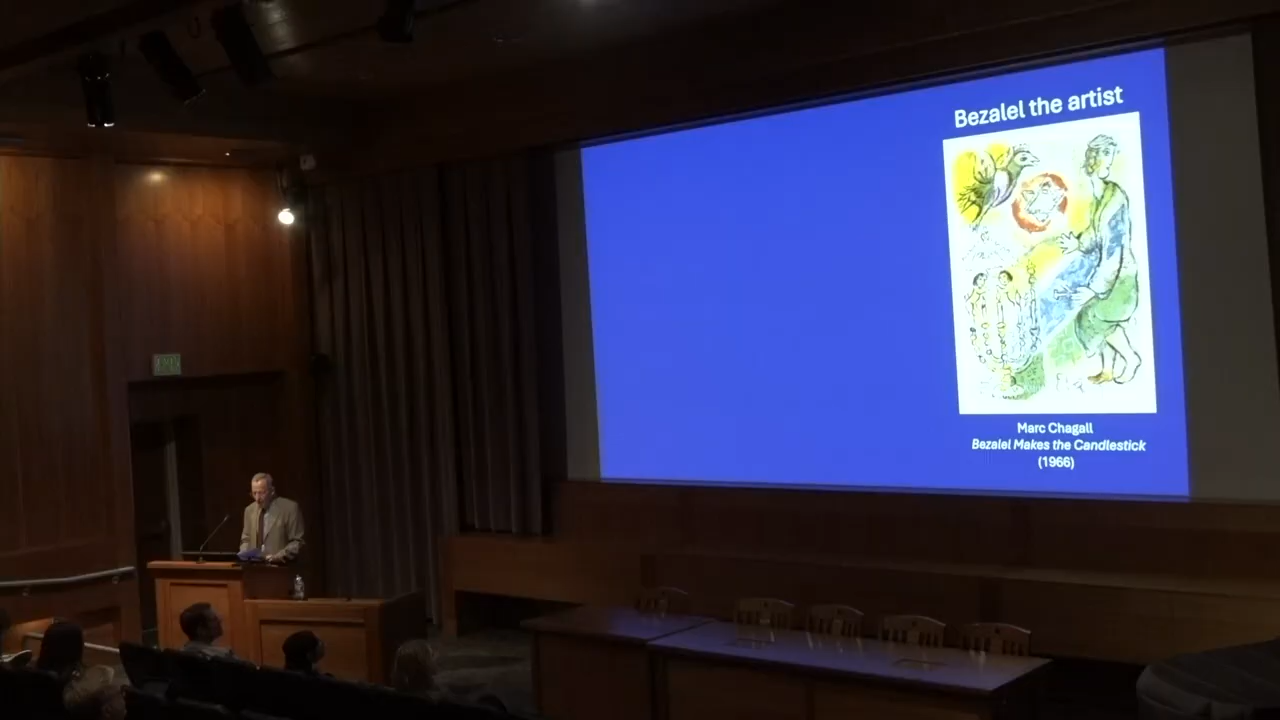 Bezalel the artist
Marc Chagall
Bezalel Makes the Candlestick
(1966)